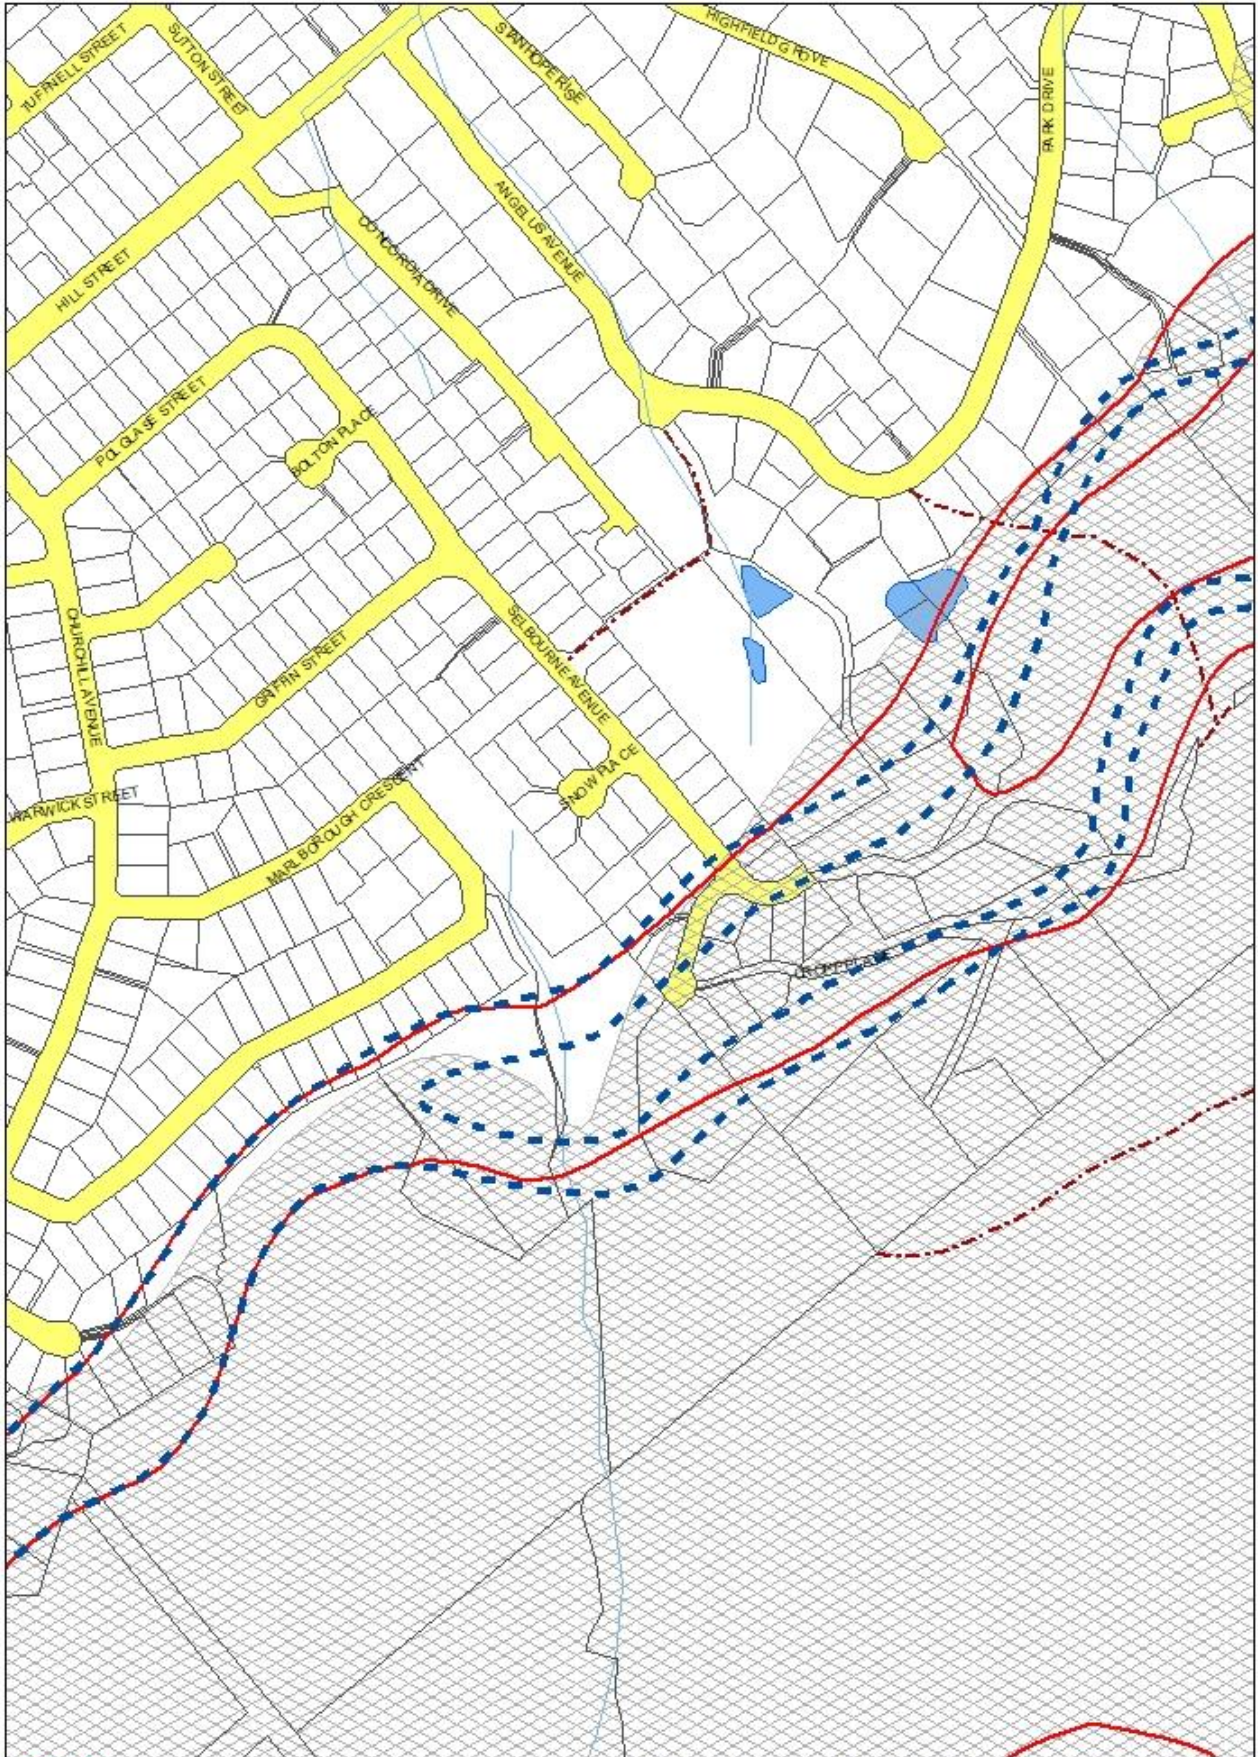 TUFFNELL STREET
SUTTON STREET
STANHOPE RISE
HIGHFIELD GROVE
PARK DRIVE
HILL STREET
CONCORDIA DRIVE
ANGELUS AVENUE
POLGLASE STREET
BOLTON PLACE
CHURCHILL AVENUE
GRIFFIN STREET
SELBOURNE AVENUE
SNOW PLACE
WARWICK STREET
MARLBOROUGH CRESCENT